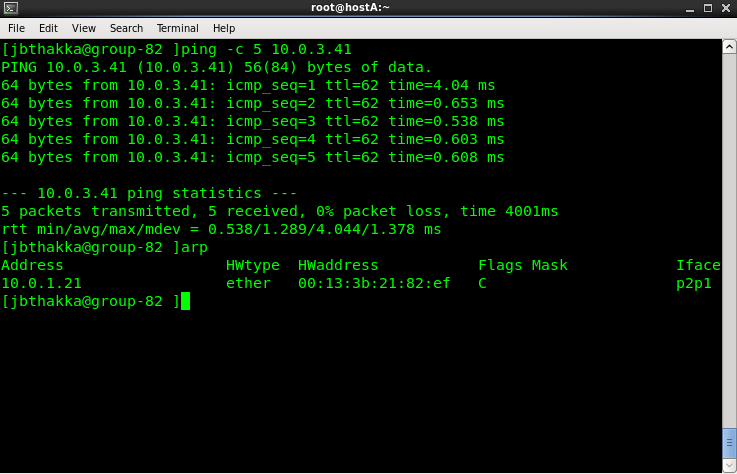 root@hostA:~
File Edit View Search Terminal Help
[jbthakka@group-82 ]ping -c 5 10.0.3.41
PING 10.0.3.41 (10.0.3.41) 56(84) bytes of data.
64 bytes from 10.0.3.41: icmp_seq=1 ttl=62 time=4.04 ms
64 bytes from 10.0.3.41: icmp_seq=2 ttl=62 time=0.653 ms
64 bytes from 10.0.3.41: icmp_seq=3 ttl=62 time=0.538 ms
64 bytes from 10.0.3.41: icmp_seq=4 ttl=62 time=0.603 ms
64 bytes from 10.0.3.41: icmp_seq=5 ttl=62 time=0.608 ms
--- 10.0.3.41 ping statistics ---
5 packets transmitted, 5 received, 0% packet loss, time 4001ms
rtt min/avg/max/mdev = 0.538/1.289/4.044/1.378 ms
[jbthakka@group-82 ]arp
Address HWtype HWaddress Flags Mask Iface
10.0.1.21 ether 00:13:3b:21:82:ef C p2p1
[jbthakka@group-82 ]